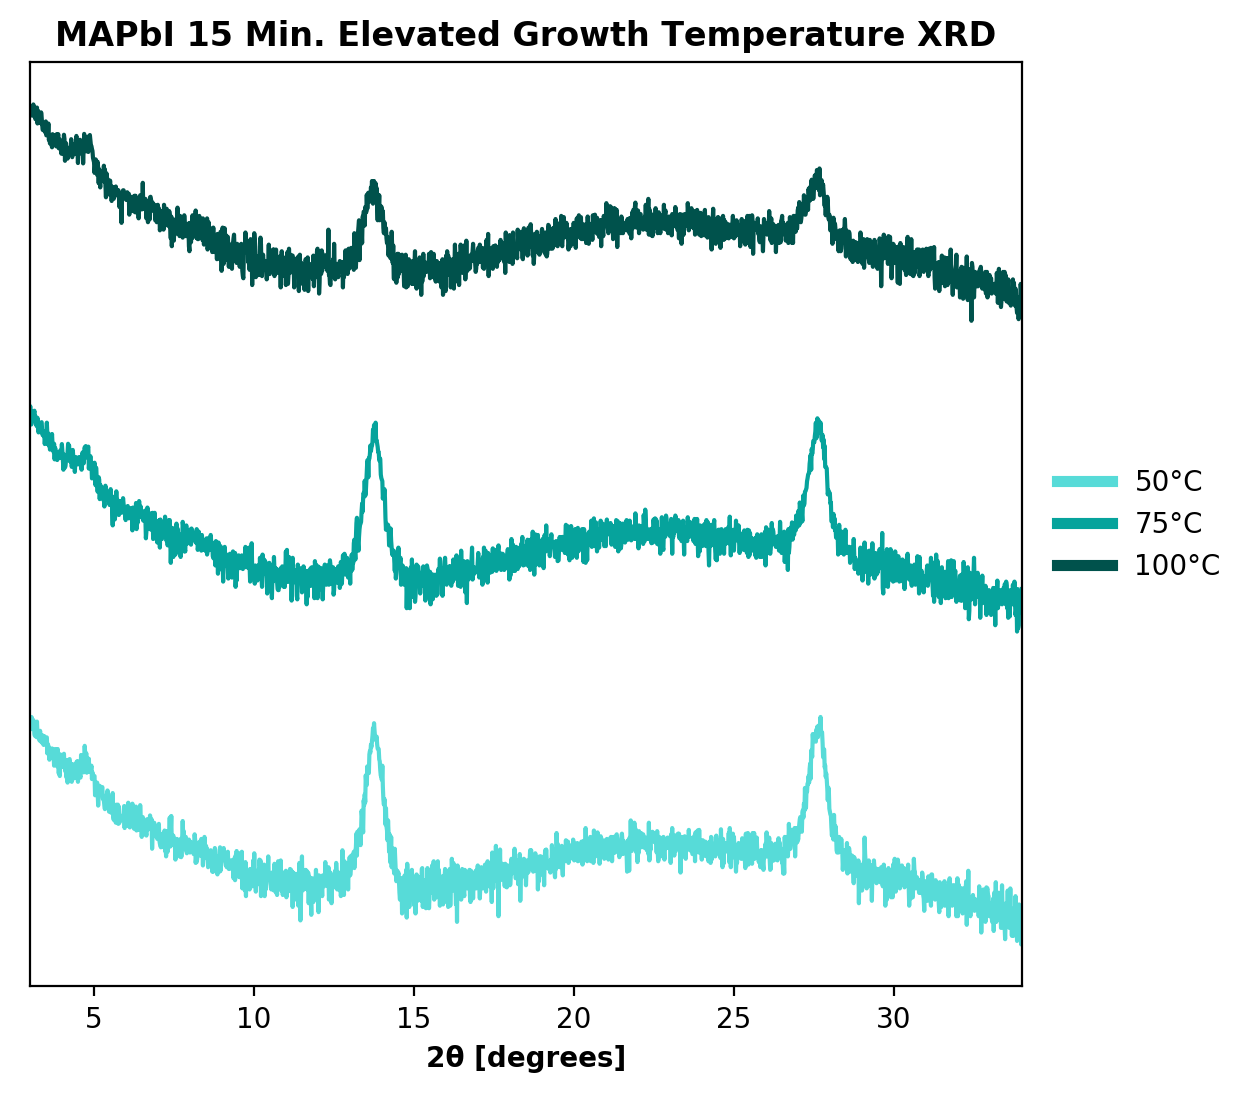 MAPbI 15 Min. Elevated Growth Temperature XRD
50°C
75°C
100°C
5 10 15 20 25 30
2θ [degrees]